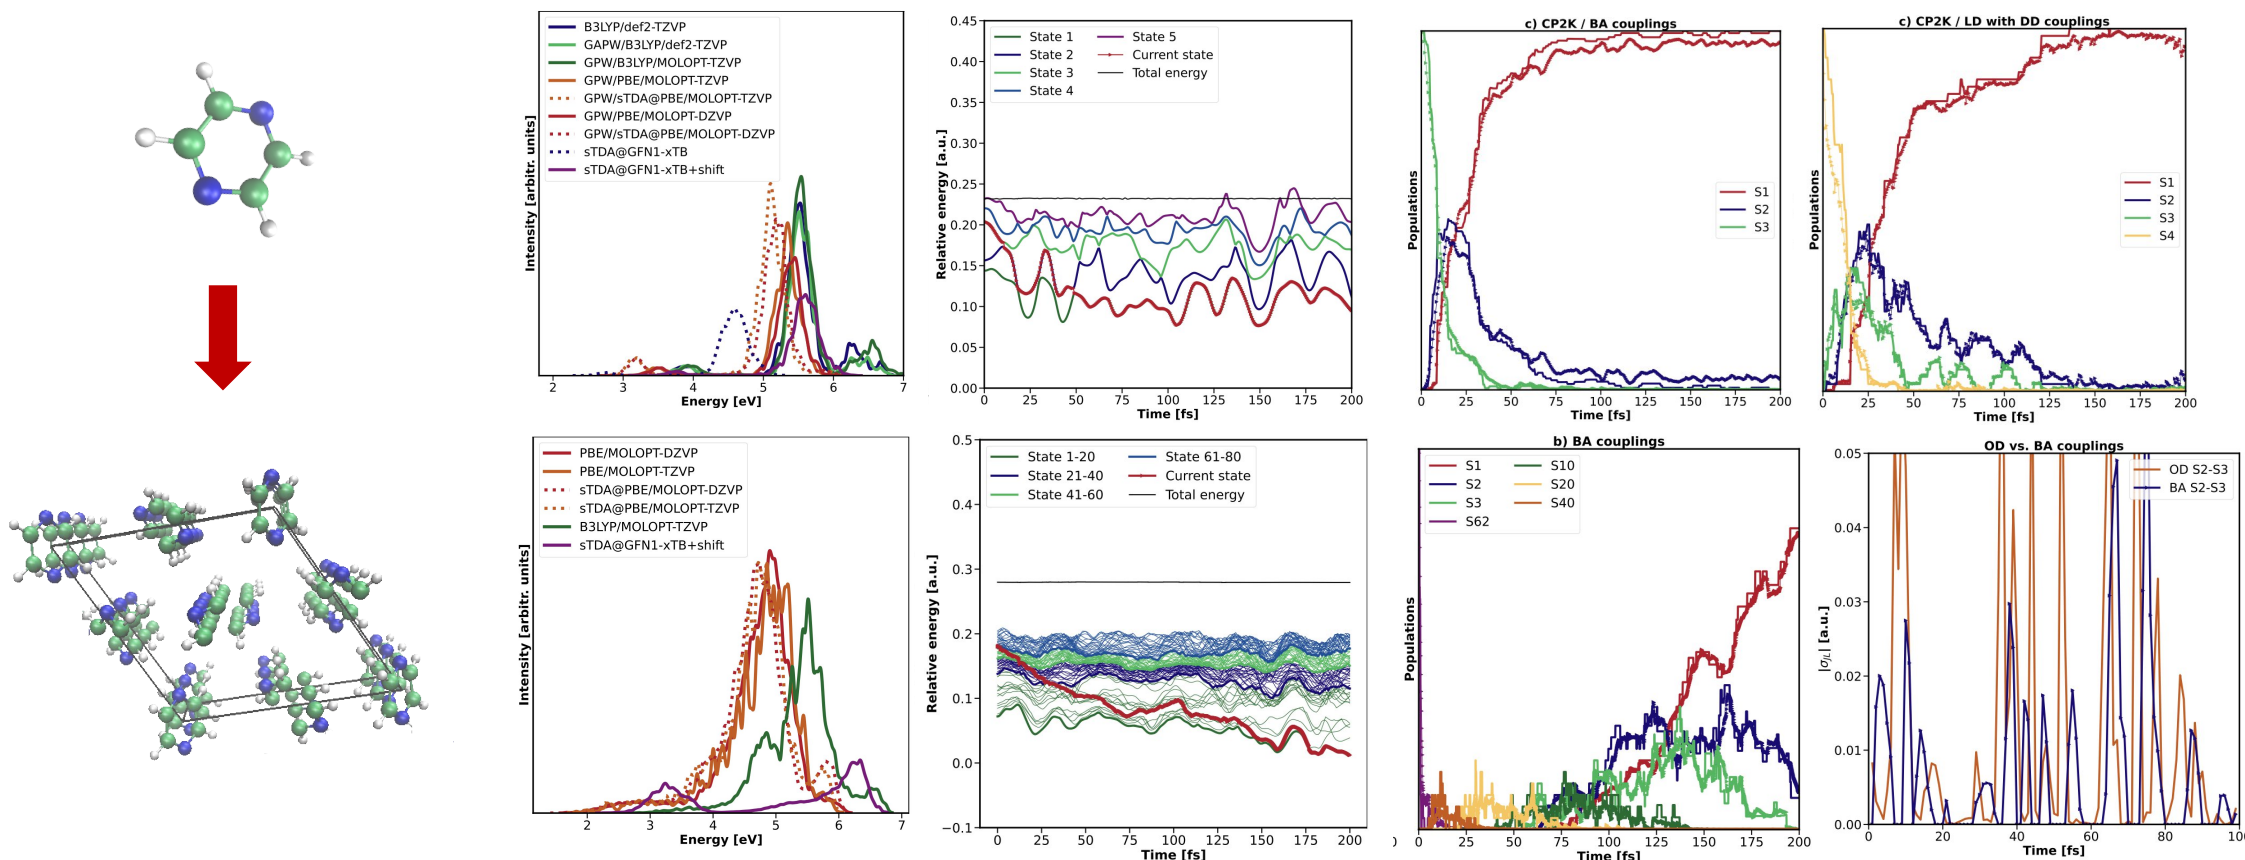 B3LYP/def2-TZVP
GAPW/B3LYP/def2-TZVP
GPW/B3LYP/MOLOPT-TZVP
GPW/PBE/MOLOPT-TZVP
GPW/sTDA@PBE/MOLOPT-TZVP
GPW/PBE/MOLOPT-DZVP
GPW/sTDA@PBE/MOLOPT-DZVP
sTDA@GFN1-xTB
sTDA@GFN1-xTB+shift
Intensity [arbitr. units]
2 3 4 5 6 7
Energy [eV]
State 1
State 2
State 3
State 4
State 5
Current state
Total energy
Relative energy [a.u.]
0.45
0.40
0.35
0.30
0.25
0.20
0.15
0.10
0.05
0.00
0 25 50 75 100 125 150 175 200
Time [fs]
c) CP2K / BA couplings
Populations
S1
S2
S3
0 25 50 75 100 125 150 175 200
Time [fs]
c) CP2K / LD with DD couplings
Populations
S1
S2
S3
S4
0 25 50 75 100 125 150 175 200
Time [fs]
PBE/MOLOPT-DZVP
PBE/MOLOPT-TZVP
sTDA@PBE/MOLOPT-DZVP
sTDA@PBE/MOLOPT-TZVP
B3LYP/MOLOPT-TZVP
sTDA@GFN1-xTB+shift
Intensity [arbitr. units]
2 3 4 5 6 7
Energy [eV]
State 1-20
State 21-40
State 41-60
State 61-80
Current state
Total energy
Relative energy [a.u.]
0.5
0.4
0.3
0.2
0.1
0.0
−0.1
0 25 50 75 100 125 150 175 200
Time [fs]
b) BA couplings
Populations
S1
S2
S3
S62
S10
S20
S40
0 25 50 75 100 125 150 175 200
Time [fs]
OD vs. BA couplings
OD S2-S3
BA S2-S3
|σJL| [a.u.]
0.05
0.04
0.03
0.02
0.01
0.00
0 20 40 60 80 100
Time [fs]